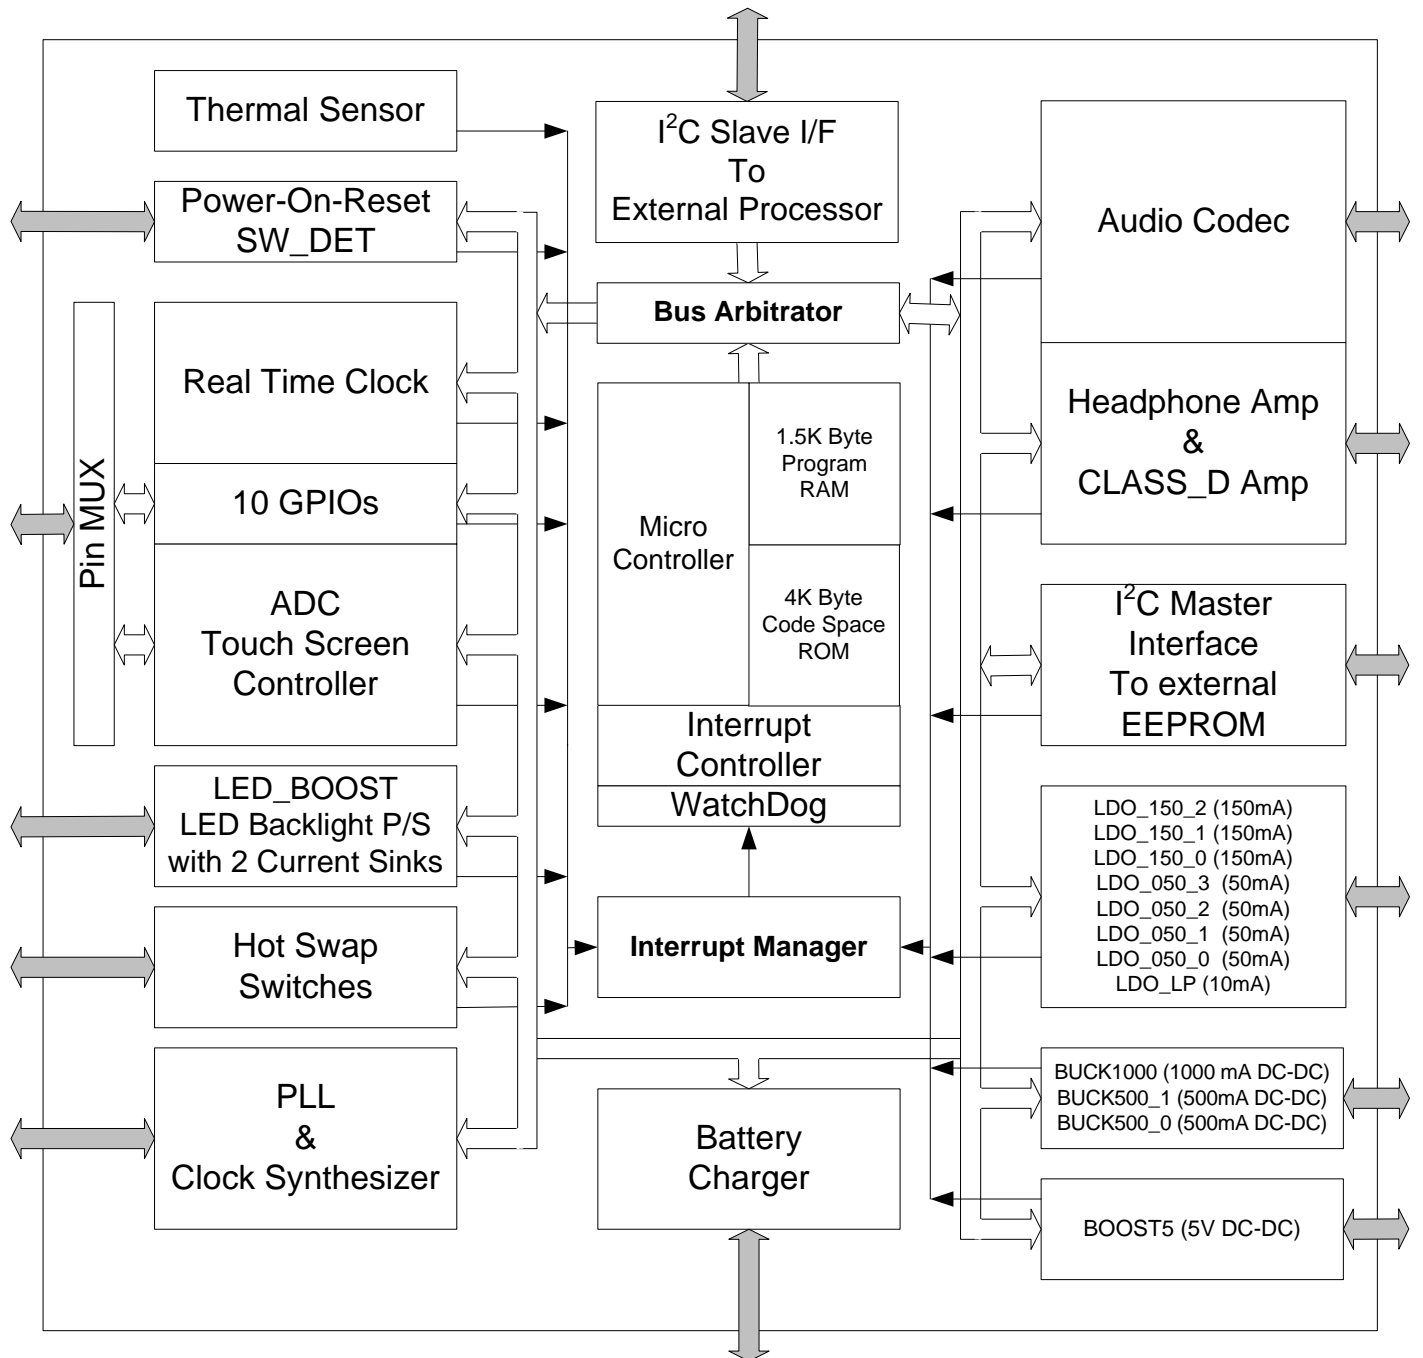 Thermal Sensor
Power-On-Reset
SW_DET
Pin MUX
Real Time Clock
10 GPIOs
ADC
Touch Screen
Controller
LED_BOOST
LED Backlight P/S
with 2 Current Sinks
Hot Swap
Switches
PLL
&
Clock Synthesizer
I²C Slave I/F
To
External Processor
Bus Arbitrator
Micro
Controller
1.5K Byte
Program
RAM
4K Byte
Code Space
ROM
Interrupt
Controller
WatchDog
Interrupt Manager
Battery
Charger
Audio Codec
Headphone Amp
&
CLASS_D Amp
I²C Master
Interface
To external
EEPROM
LDO_150_2 (150mA)
LDO_150_1 (150mA)
LDO_150_0 (150mA)
LDO_050_3 (50mA)
LDO_050_2 (50mA)
LDO_050_1 (50mA)
LDO_050_0 (50mA)
LDO_LP (10mA)
BUCK1000 (1000 mA DC-DC)
BUCK500_1 (500mA DC-DC)
BUCK500_0 (500mA DC-DC)
BOOST5 (5V DC-DC)